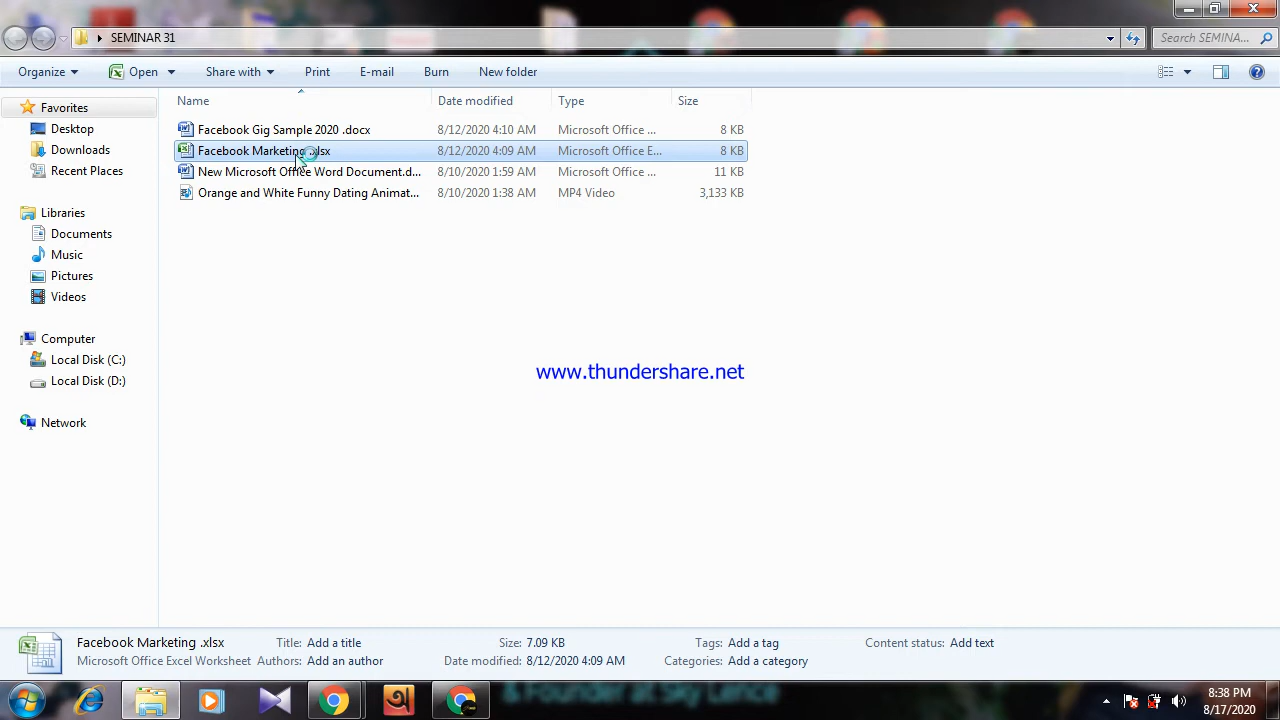 SEMINAR 31
Search SEMINA...
Organize
Open
Share with
Print
E-mail
Burn
New folder
Favorites
Desktop
Downloads
Recent Places
Libraries
Documents
Music
Pictures
Videos
Computer
Local Disk (C:)
Local Disk (D:)
Network
Name Date modified Type Size
Facebook Gig Sample 2020 .docx 8/12/2020 4:10 AM Microsoft Office ... 8 KB
Facebook Marketing .xlsx 8/12/2020 4:09 AM Microsoft Office E... 8 KB
New Microsoft Office Word Document.d... 8/10/2020 1:59 AM Microsoft Office ... 11 KB
Orange and White Funny Dating Animat... 8/10/2020 1:38 AM MP4 Video 3,133 KB
www.thundershare.net
Facebook Marketing .xlsx Title: Add a title Size: 7.09 KB Tags: Add a tag Content status: Add text
Microsoft Office Excel Worksheet Authors: Add an author Date modified: 8/12/2020 4:09 AM Categories: Add a category
8:38 PM
8/17/2020